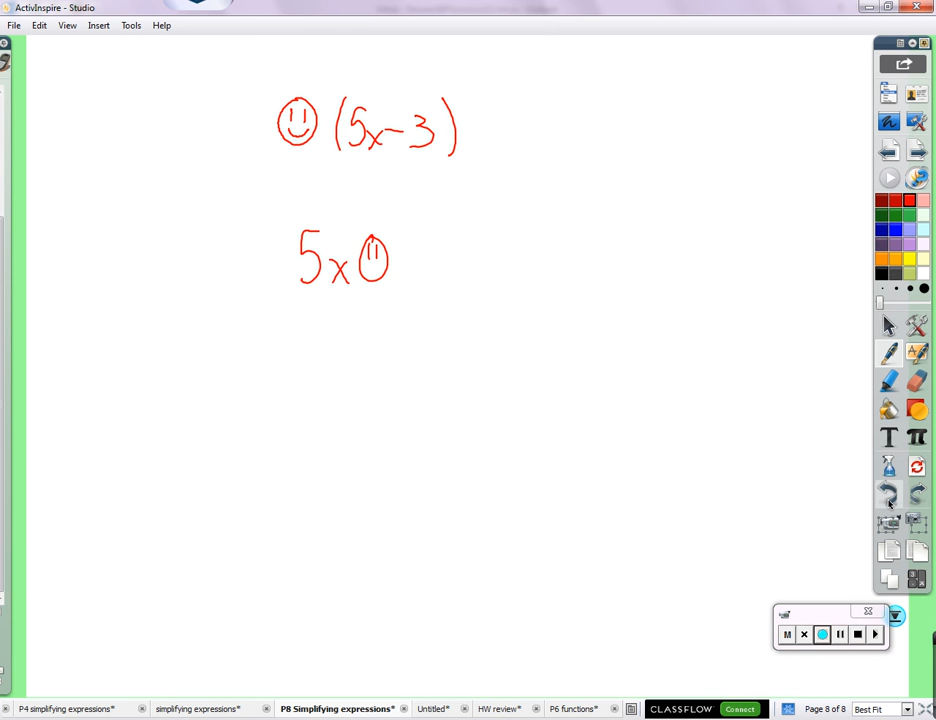 ActivInspire - Studio
File Edit View Insert Tools Help
☺ (5x-3)
5x☺
M
P4 simplifying expressions* simplifying expressions* P8 Simplifying expressions* Untitled* HW review* P6 functions* CLASSFLOW Connect Page 8 of 8 Best Fit